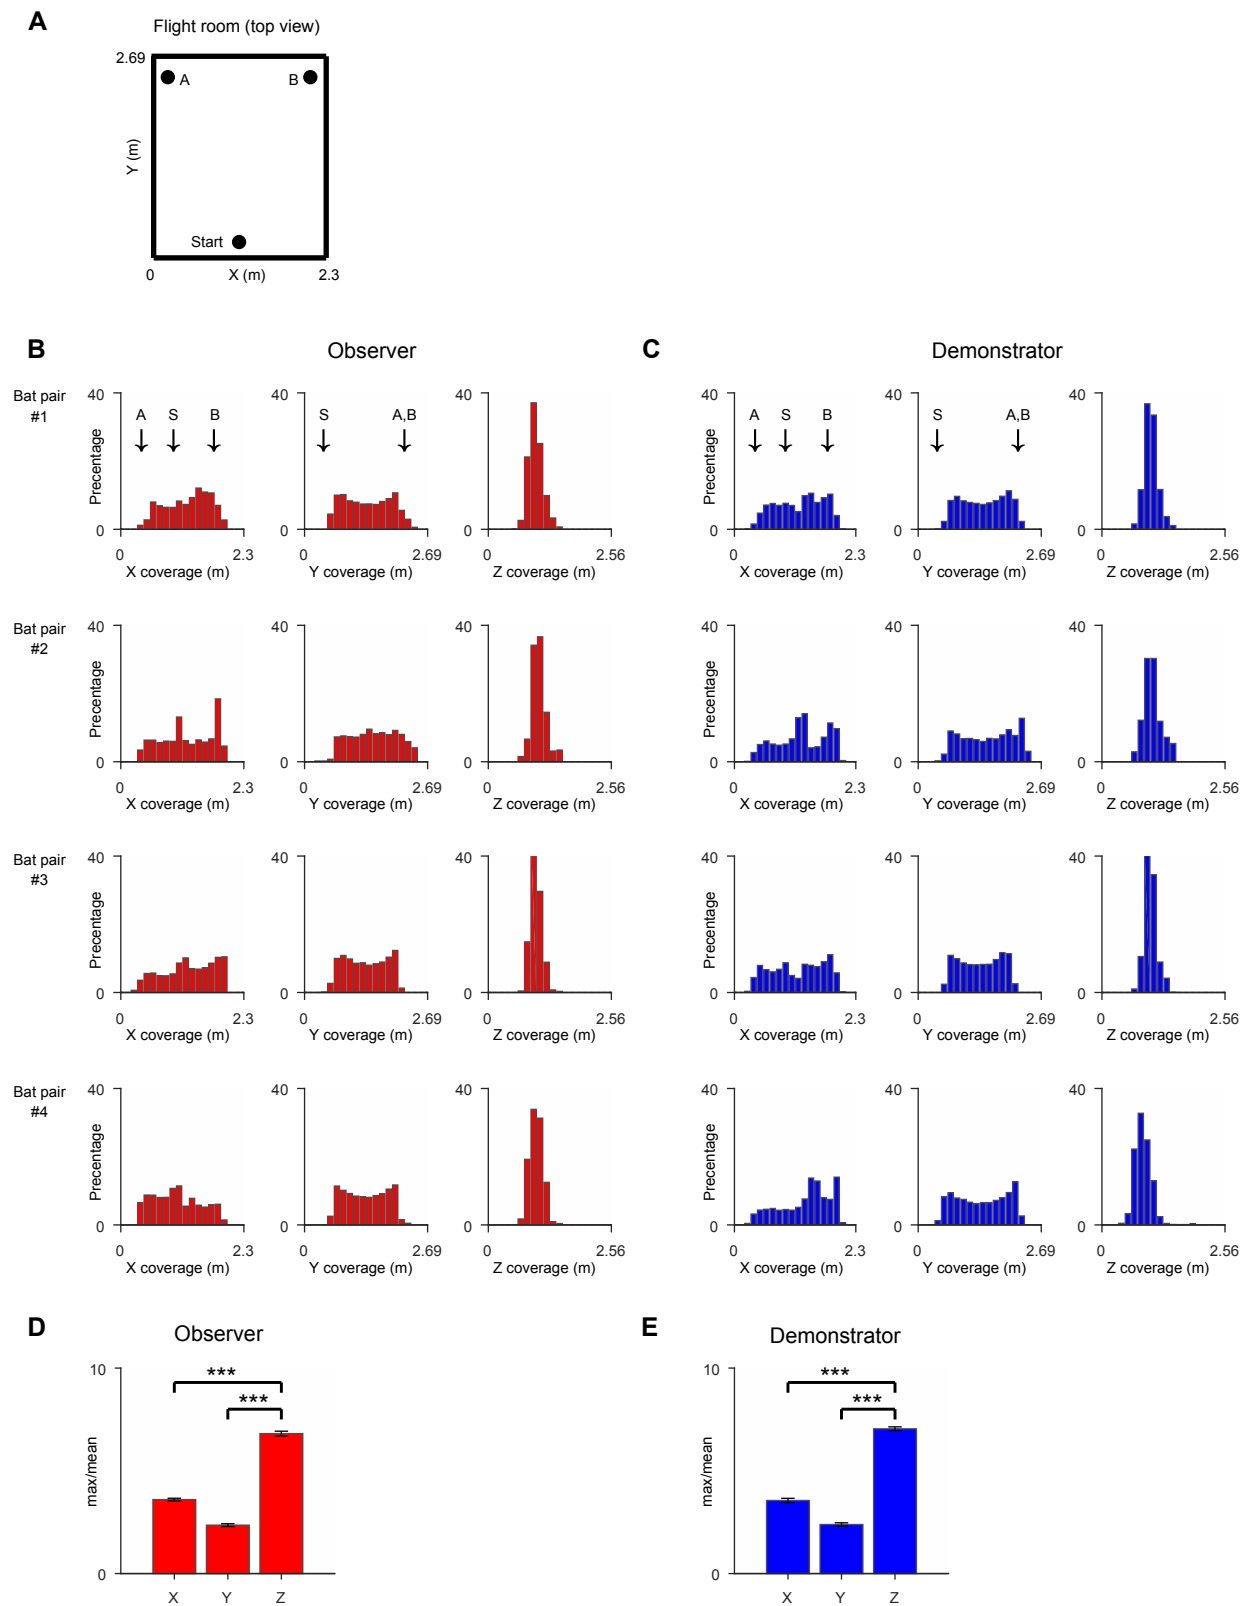 A
Flight room (top view)
2.69
A
B
Y (m)
Start
0
X (m)
2.3
B
Observer
C
Demonstrator
Bat pair
#1
Precentage
40
0
A
S
B
0
2.3
X coverage (m)
40
0
S
A,B
0
2.69
Y coverage (m)
40
0
0
2.56
Z coverage (m)
Precentage
40
0
A
S
B
0
2.3
X coverage (m)
40
0
S
A,B
0
2.69
Y coverage (m)
40
0
0
2.56
Z coverage (m)
Bat pair
#2
Precentage
40
0
0
2.3
X coverage (m)
40
0
0
2.69
Y coverage (m)
40
0
0
2.56
Z coverage (m)
Precentage
40
0
0
2.3
X coverage (m)
40
0
0
2.69
Y coverage (m)
40
0
0
2.56
Z coverage (m)
Bat pair
#3
Precentage
40
0
0
2.3
X coverage (m)
40
0
0
2.69
Y coverage (m)
40
0
0
2.56
Z coverage (m)
Precentage
40
0
0
2.3
X coverage (m)
40
0
0
2.69
Y coverage (m)
40
0
0
2.56
Z coverage (m)
Bat pair
#4
Precentage
40
0
0
2.3
X coverage (m)
40
0
0
2.69
Y coverage (m)
40
0
0
2.56
Z coverage (m)
Precentage
40
0
0
2.3
X coverage (m)
40
0
0
2.69
Y coverage (m)
40
0
0
2.56
Z coverage (m)
D
Observer
10
0
max/mean
***
***
X
Y
Z
E
Demonstrator
10
0
max/mean
***
***
X
Y
Z